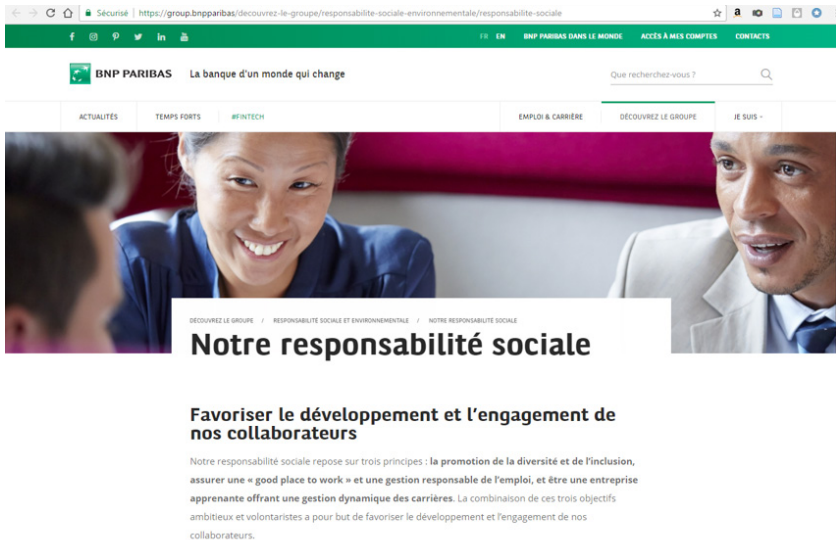 Sécurisé | https://group.bnpparibas/decouvrez-le-groupe/responsabilite-sociale-environnementale/responsabilite-sociale
FR EN BNP PARIBAS DANS LE MONDE ACCÈS À MES COMPTES CONTACTS
BNP PARIBAS La banque d'un monde qui change
Que recherchez-vous ?
ACTUALITÉS TEMPS FORTS #FINTECH EMPLOI & CARRIÈRE DÉCOUVREZ LE GROUPE JE SUIS
DÉCOUVREZ LE GROUPE / RESPONSABILITÉ SOCIALE ET ENVIRONNEMENTALE / NOTRE RESPONSABILITÉ SOCIALE
Notre responsabilité sociale
Favoriser le développement et l'engagement de
nos collaborateurs
Notre responsabilité sociale repose sur trois principes : la promotion de la diversité et de l'inclusion,
assurer une « good place to work » et une gestion responsable de l'emploi, et être une entreprise
apprenante offrant une gestion dynamique des carrières. La combinaison de ces trois objectifs
ambitieux et volontaristes a pour but de favoriser le développement et l'engagement de nos
collaborateurs.